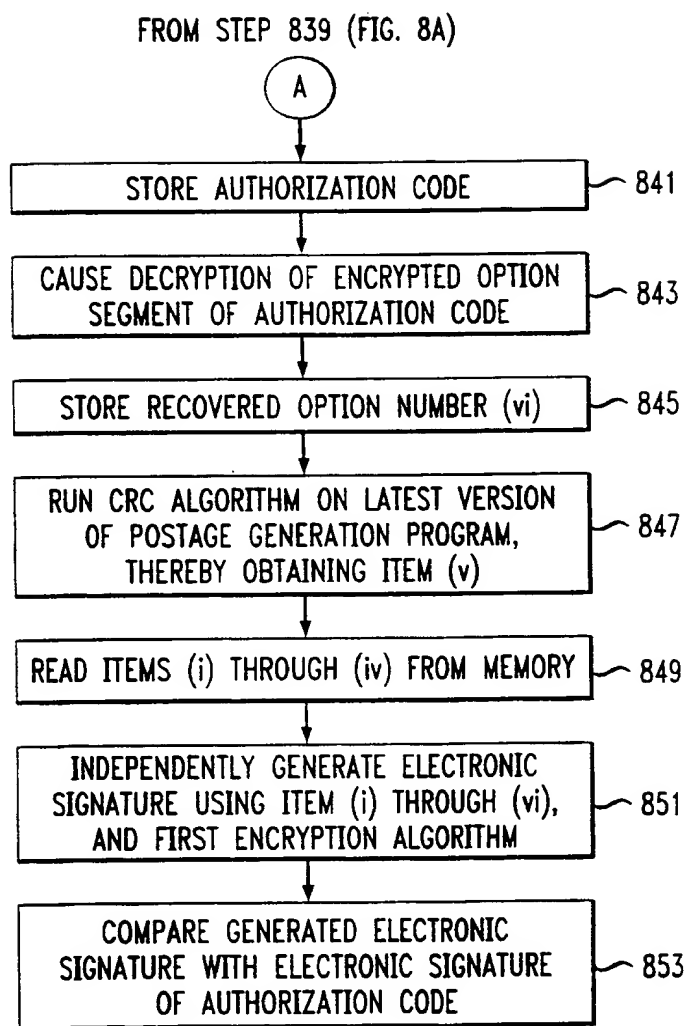 FROM STEP 839 (FIG. 8A)
A
STORE AUTHORIZATION CODE
841
CAUSE DECRYPTION OF ENCRYPTED OPTION
SEGMENT OF AUTHORIZATION CODE
843
STORE RECOVERED OPTION NUMBER (vi)
845
RUN CRC ALGORITHM ON LATEST VERSION
OF POSTAGE GENERATION PROGRAM,
THEREBY OBTAINING ITEM (v)
847
READ ITEMS (i) THROUGH (iv) FROM MEMORY
849
INDEPENDENTLY GENERATE ELECTRONIC
SIGNATURE USING ITEM (i) THROUGH (vi),
AND FIRST ENCRYPTION ALGORITHM
851
COMPARE GENERATED ELECTRONIC
SIGNATURE WITH ELECTRONIC SIGNATURE
OF AUTHORIZATION CODE
853